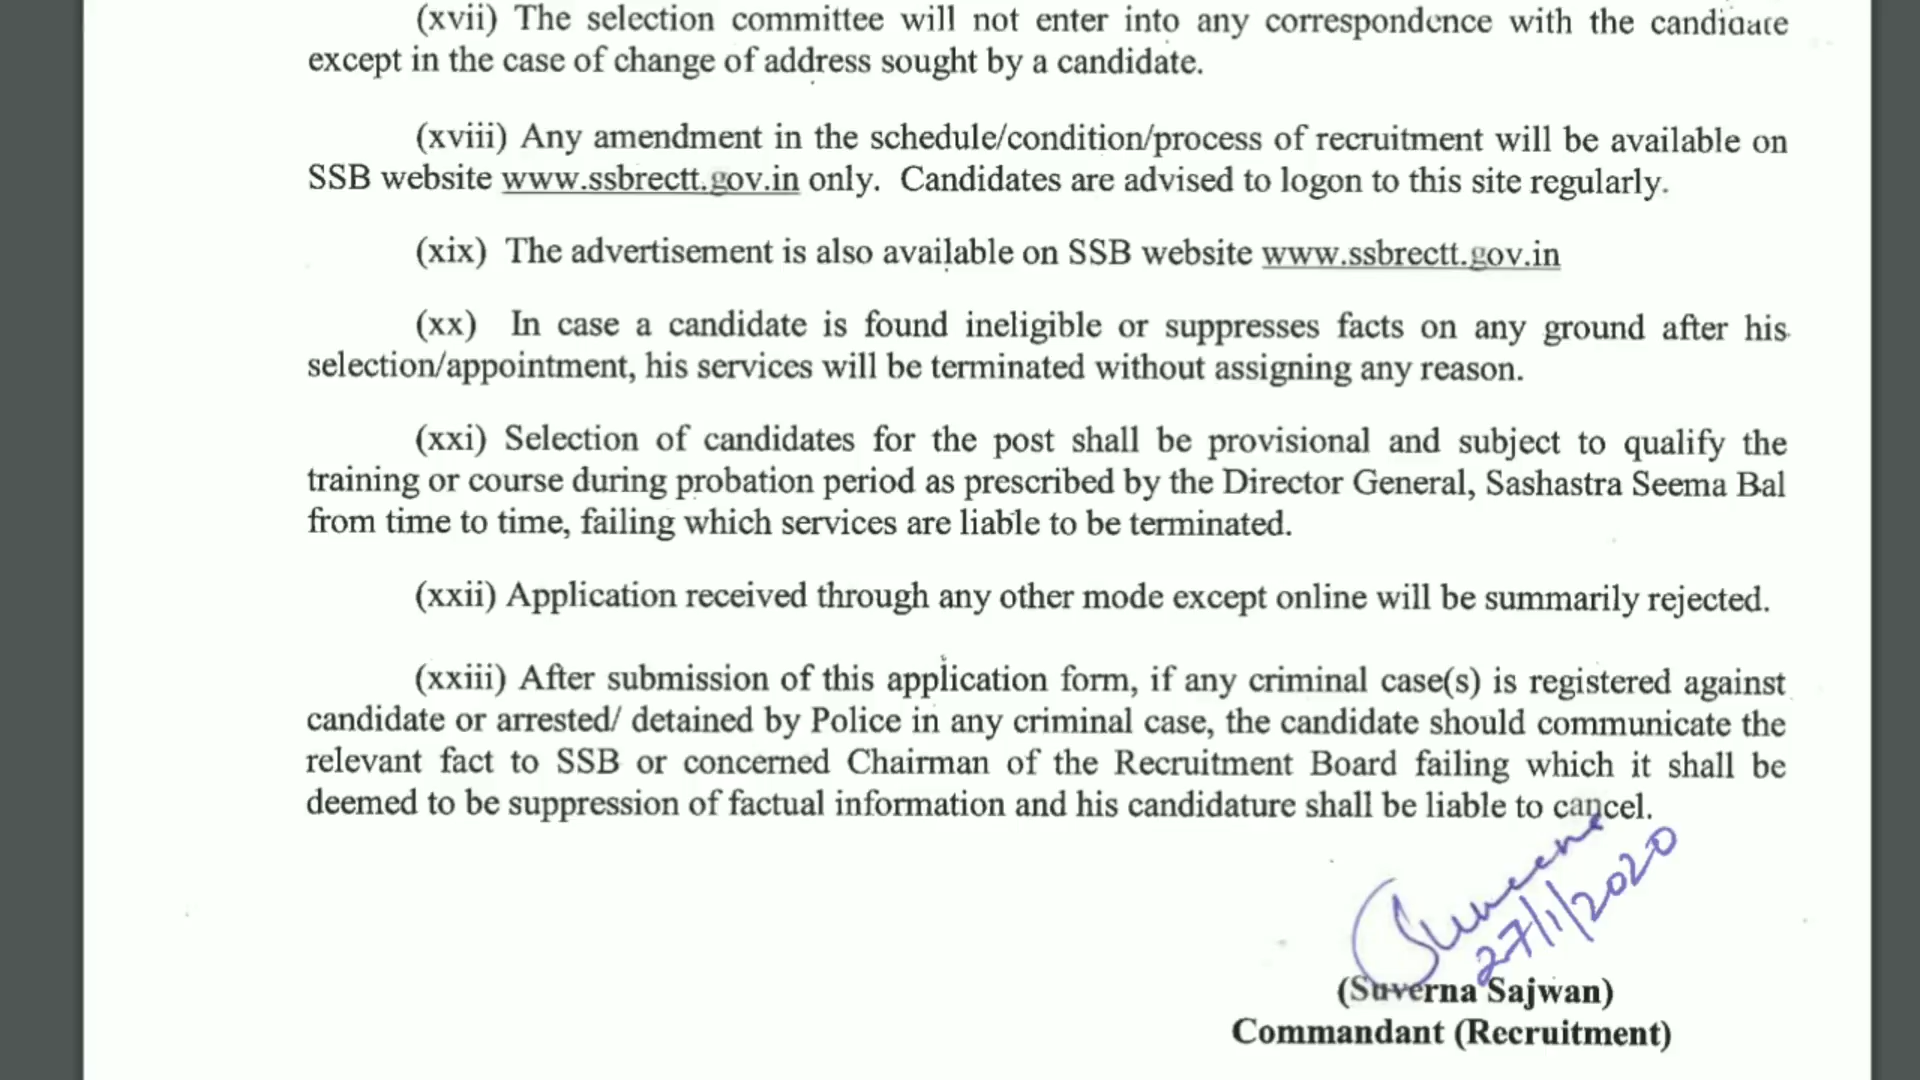 (xvii) The selection committee will not enter into any correspondence with the candidate
except in the case of change of address sought by a candidate.
(xviii) Any amendment in the schedule/condition/process of recruitment will be available on
SSB website www.ssbrectt.gov.in only. Candidates are advised to logon to this site regularly.
(xix) The advertisement is also available on SSB website www.ssbrectt.gov.in
(xx) In case a candidate is found ineligible or suppresses facts on any ground after his
selection/appointment, his services will be terminated without assigning any reason.
(xxi) Selection of candidates for the post shall be provisional and subject to qualify the
training or course during probation period as prescribed by the Director General, Sashastra Seema Bal
from time to time, failing which services are liable to be terminated.
(xxii) Application received through any other mode except online will be summarily rejected.
(xxiii) After submission of this application form, if any criminal case(s) is registered against
candidate or arrested/ detained by Police in any criminal case, the candidate should communicate the
relevant fact to SSB or concerned Chairman of the Recruitment Board failing which it shall be
deemed to be suppression of factual information and his candidature shall be liable to cancel.
27/1/2020
(Suverna Sajwan)
Commandant (Recruitment)